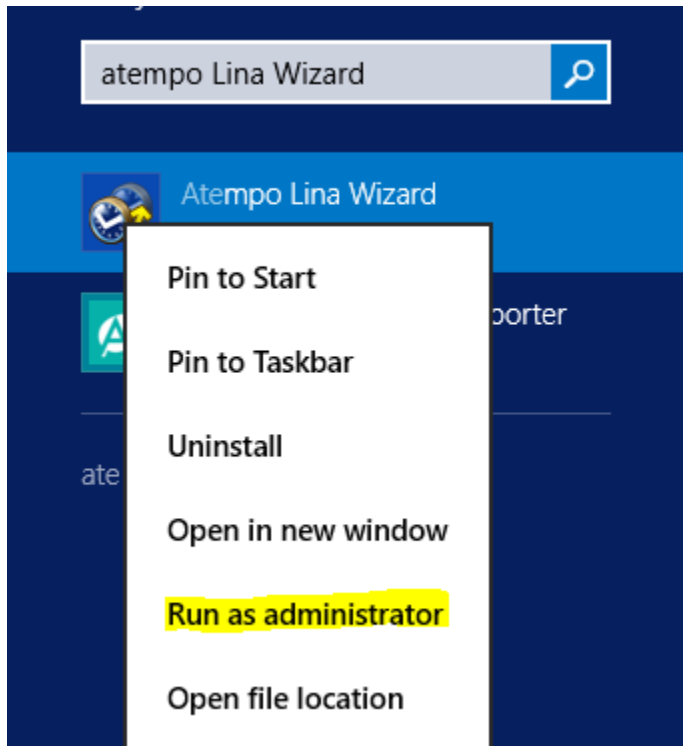 atempo Lina Wizard
Atempo Lina Wizard
Pin to Start
porter
Pin to Taskbar
Uninstall
ate
Open in new window
Run as administrator
Open file location